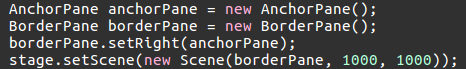 AnchorPane anchorPane = new AnchorPane();
BorderPane borderPane = new BorderPane();
borderPane.setRight(anchorPane);
stage.setScene(new Scene(borderPane, 1000, 1000));